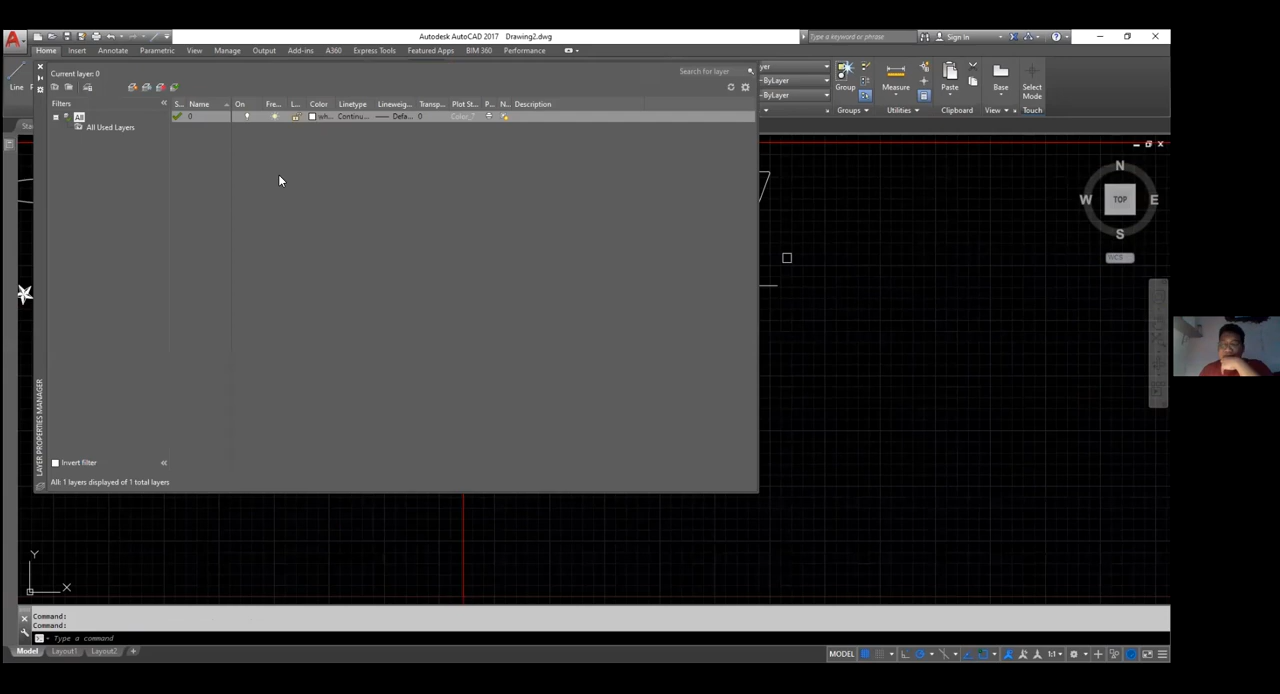 Autodesk AutoCAD 2017 Drawing2.dwg
Type a keyword or phrase
Sign In
Home Insert Annotate Parametric View Manage Output Add-ins A360 Express Tools Featured Apps BIM 360 Performance
Current layer: 0
Search for layer
ByLayer
ByLayer
Line
Group
Measure
Paste
Base
Select
Mode
Groups
Utilities
Clipboard
View
Touch
Filters
S... Name On Fre... L... Color Linetype Lineweig... Transp... Plot St... P... N... Description
All
0 wh... Continu... Defa... 0 Color_7
All Used Layers
N
W TOP E
S
WCS
LAYER PROPERTIES MANAGER
Invert filter
All: 1 layers displayed of 1 total layers
Y
X
Command:
Command:
Type a command
Model Layout1 Layout2 +
MODEL
1:1